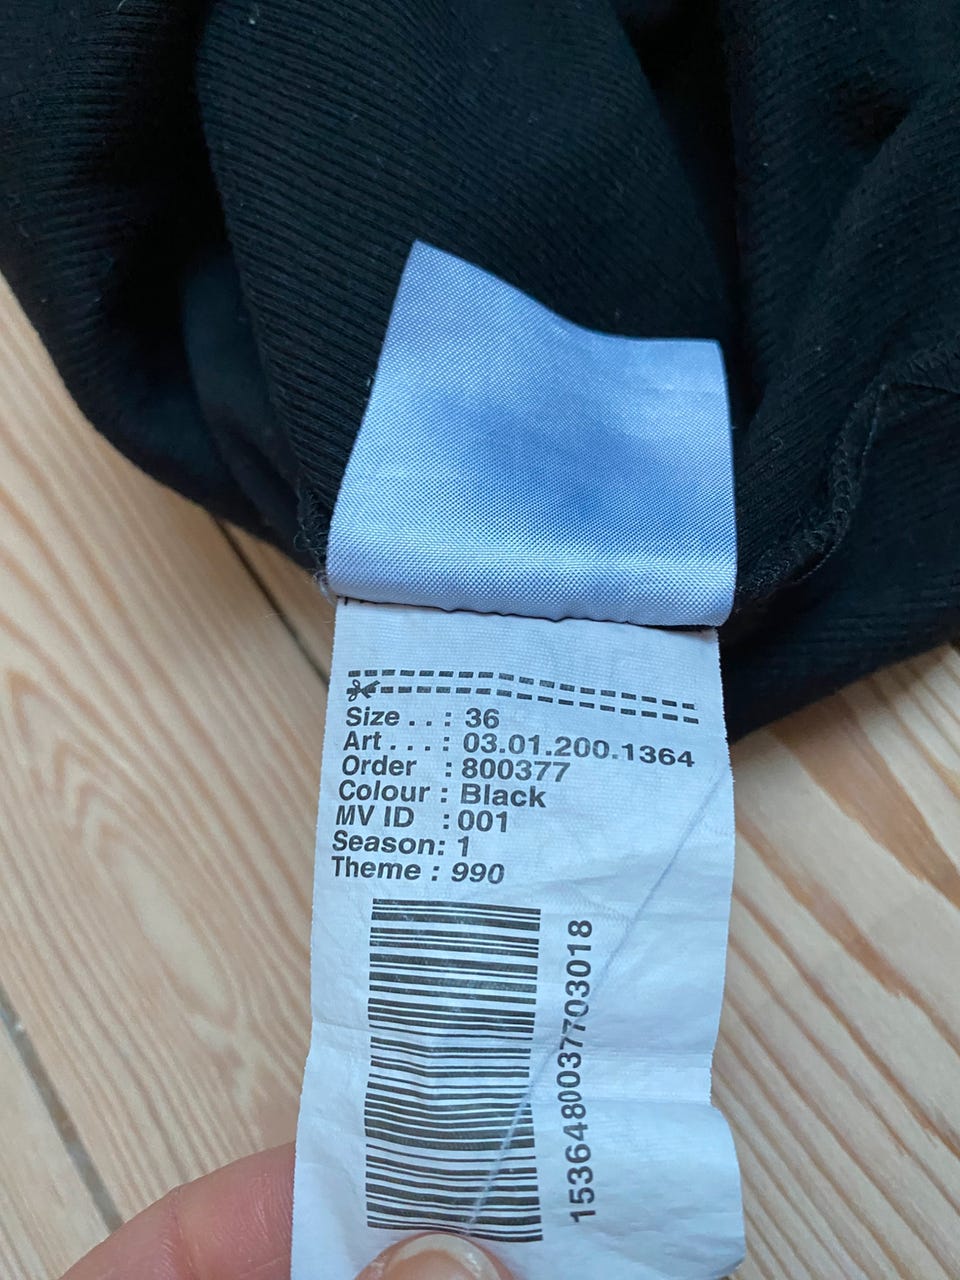 Size . . : 36
Art . . . : 03.01.200.1364
Order : 800377
Colour : Black
MV ID : 001
Season: 1
Theme : 990
1536480037703018